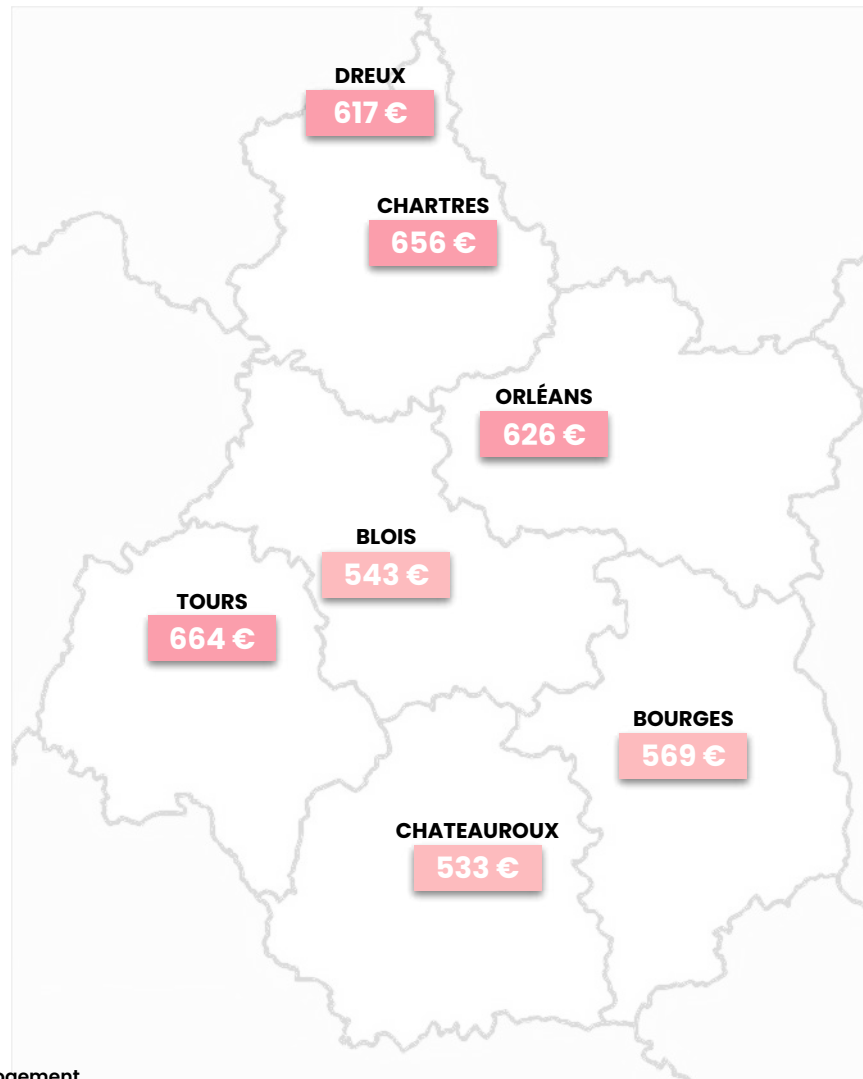 DREUX
617 €
CHARTRES
656 €
ORLÉANS
626 €
BLOIS
543 €
TOURS
664 €
BOURGES
569 €
CHATEAUROUX
533 €